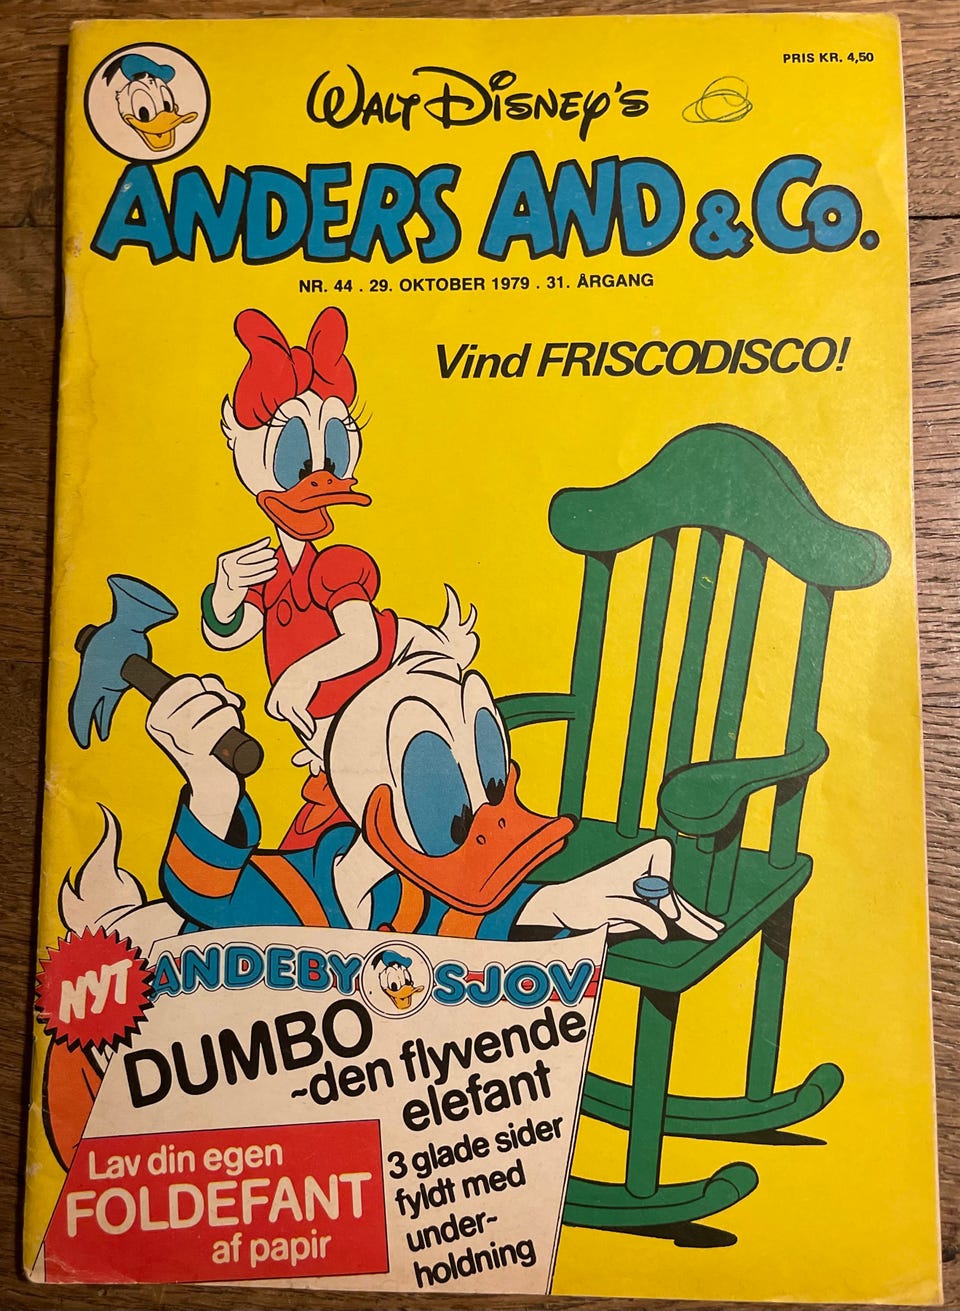 PRIS KR. 4,50
WALT DISNEY'S
ANDERS AND & Co.
NR. 44 . 29. OKTOBER 1979 . 31. ÅRGANG
Vind FRISCODISCO!
NYT
ANDEBY SJOV
DUMBO
~den flyvende
elefant
Lav din egen
FOLDEFANT
af papir
3 glade sider
fyldt med
under-
holdning